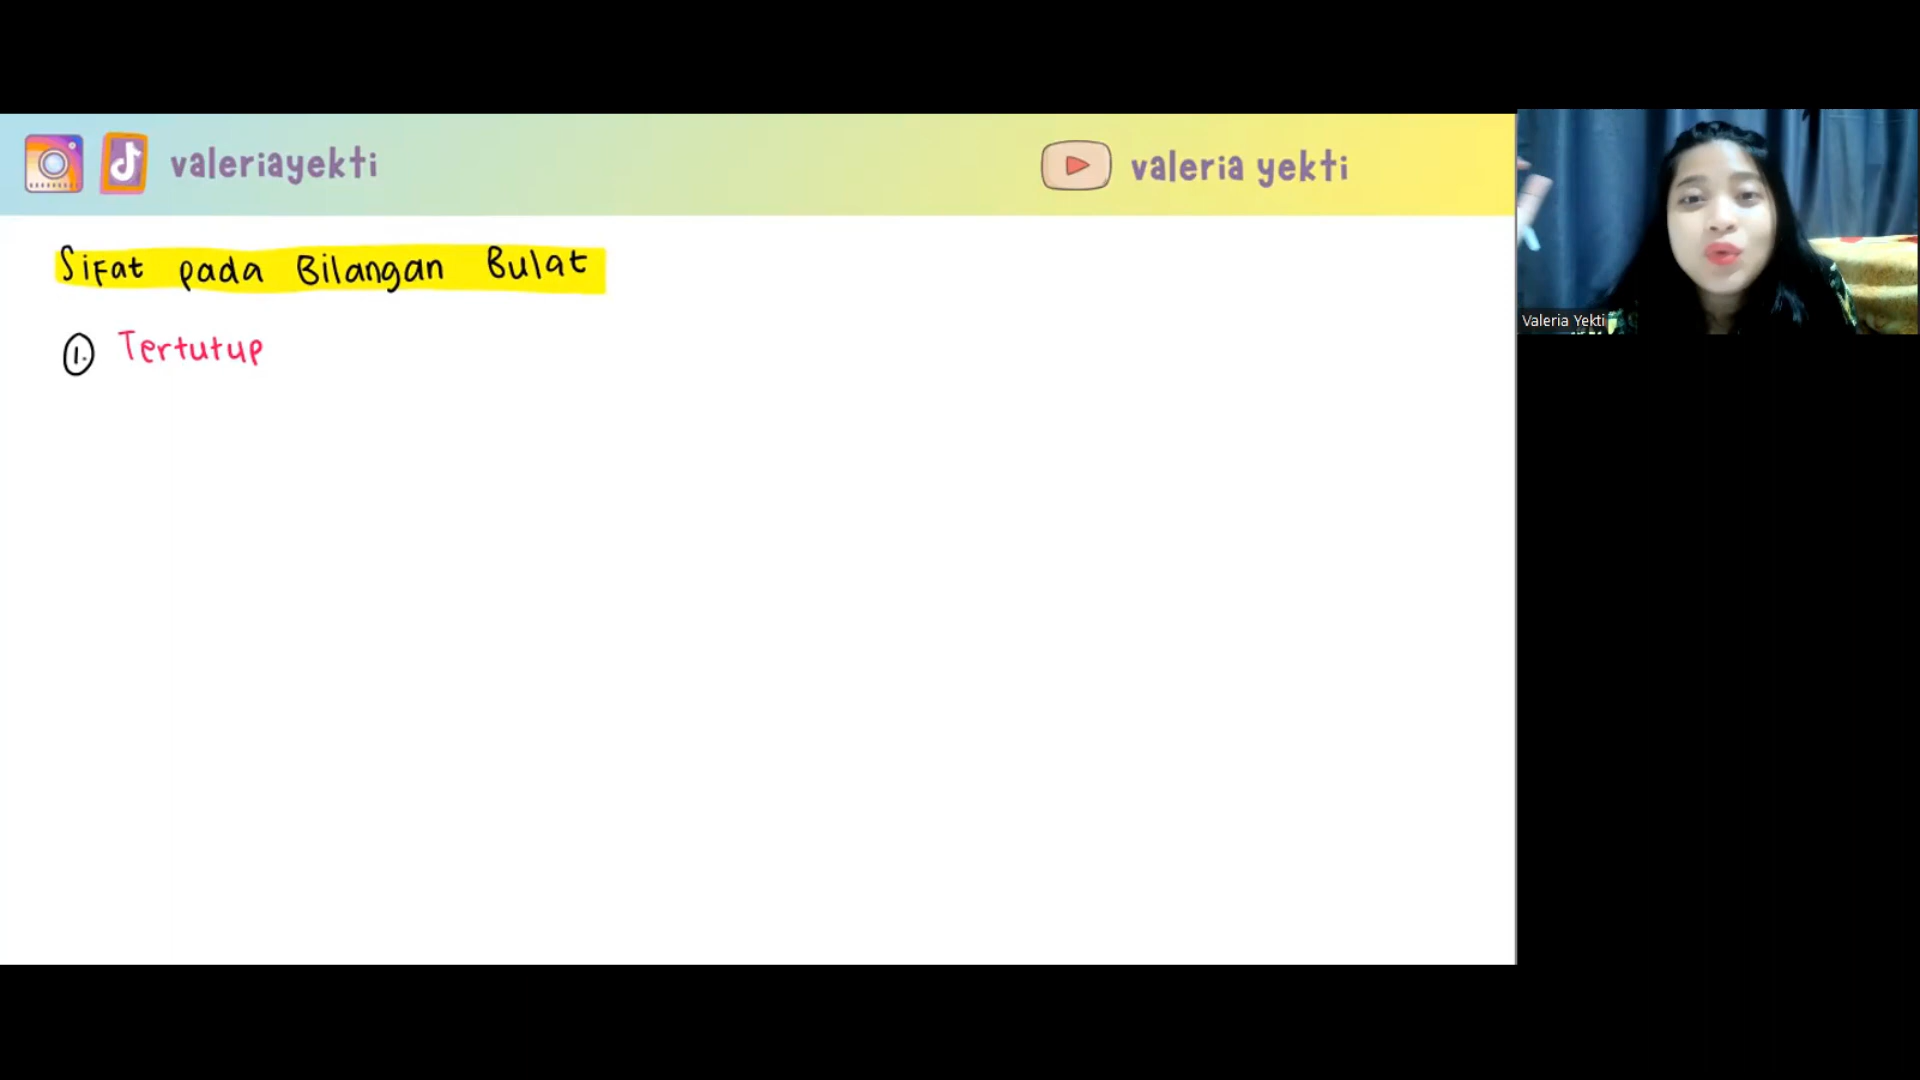 valeriayekti
valeria yekti
Valeria Yekti
Sifat pada Bilangan Bulat
1. Tertutup